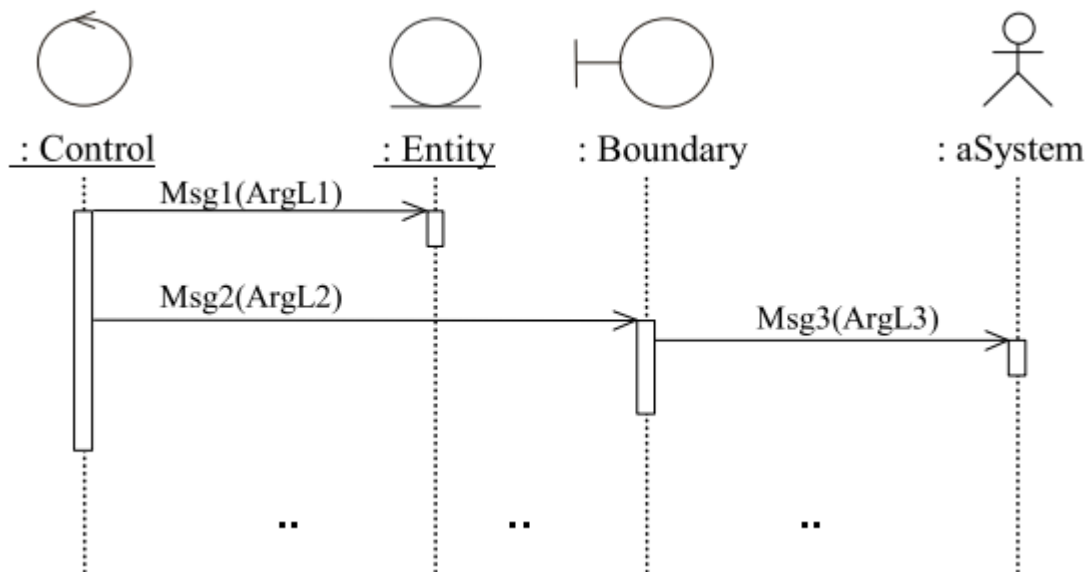 : Control
: Entity
: Boundary
: aSystem
Msg1(ArgL1)
Msg2(ArgL2)
Msg3(ArgL3)
.. .. ..